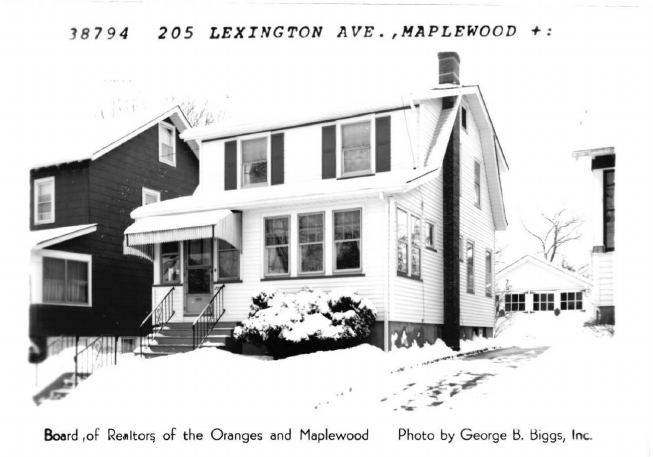 38794 205 LEXINGTON AVE., MAPLEWOOD +:
Board of Realtors of the Oranges and Maplewood Photo by George B. Biggs, Inc.